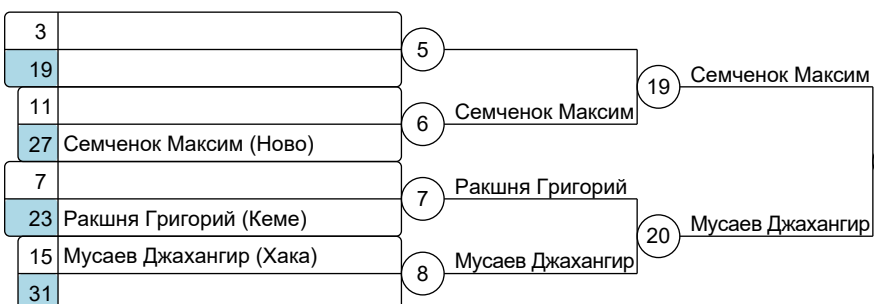 3
19
5
Семченок Максим
19
11
6
Семченок Максим
27 Семченок Максим (Ново)
7
7
Ракшня Григорий
23 Ракшня Григорий (Кеме)
20
Мусаев Джахангир
15 Мусаев Джахангир (Хака)
8
Мусаев Джахангир
31